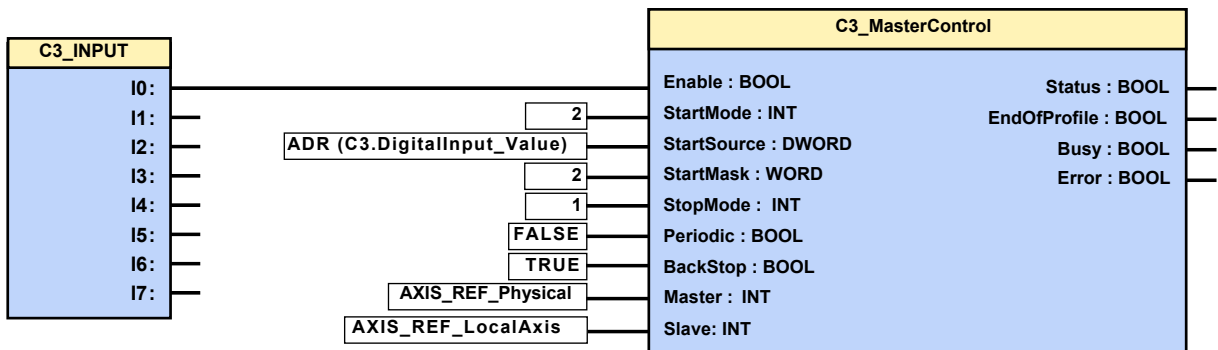 C3_MasterControl
C3_INPUT
I0:
I1:
I2:
I3:
I4:
I5:
I6:
I7:
2
ADR (C3.DigitalInput_Value)
2
1
FALSE
TRUE
AXIS_REF_Physical
AXIS_REF_LocalAxis
Enable : BOOL
StartMode : INT
StartSource : DWORD
StartMask : WORD
StopMode : INT
Periodic : BOOL
BackStop : BOOL
Master : INT
Slave: INT
Status : BOOL
EndOfProfile : BOOL
Busy : BOOL
Error : BOOL